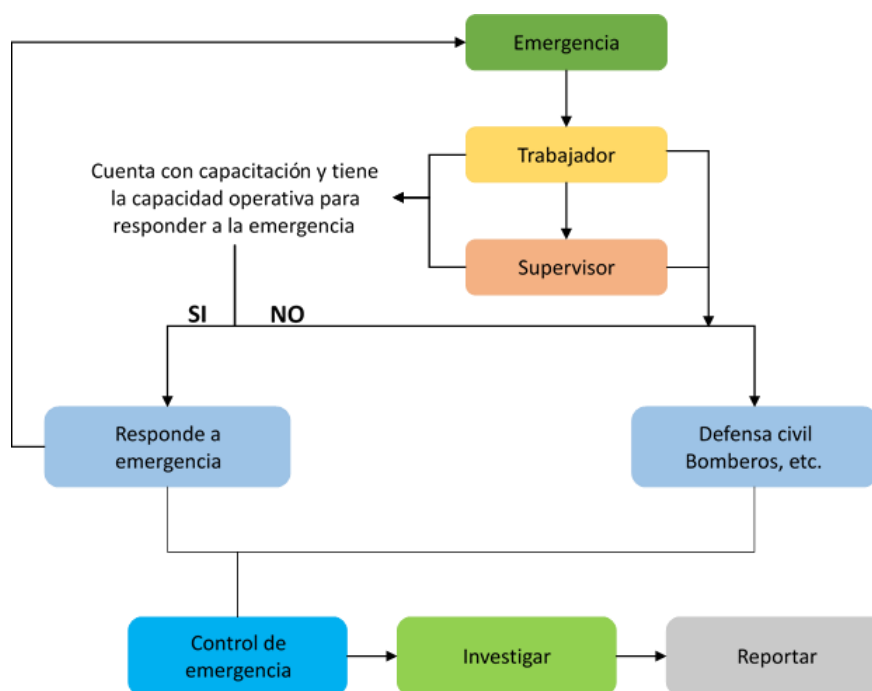 Emergencia
Trabajador
Cuenta con capacitación y tiene
la capacidad operativa para
responder a la emergencia
Supervisor
SI
NO
Responde a
emergencia
Defensa civil
Bomberos, etc.
Control de
emergencia
Investigar
Reportar